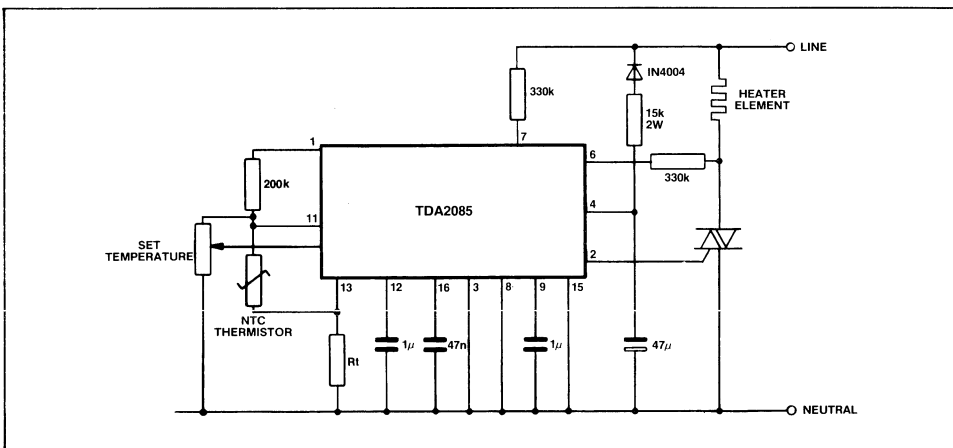 LINE
IN4004
330k
HEATER
ELEMENT
15k
2W
7
1
6
200k
330k
TDA2085
4
11
SET
TEMPERATURE
2
13
12
16
3
8
9
15
NTC
THERMISTOR
Rt
1µ
47n
1µ
47µ
NEUTRAL